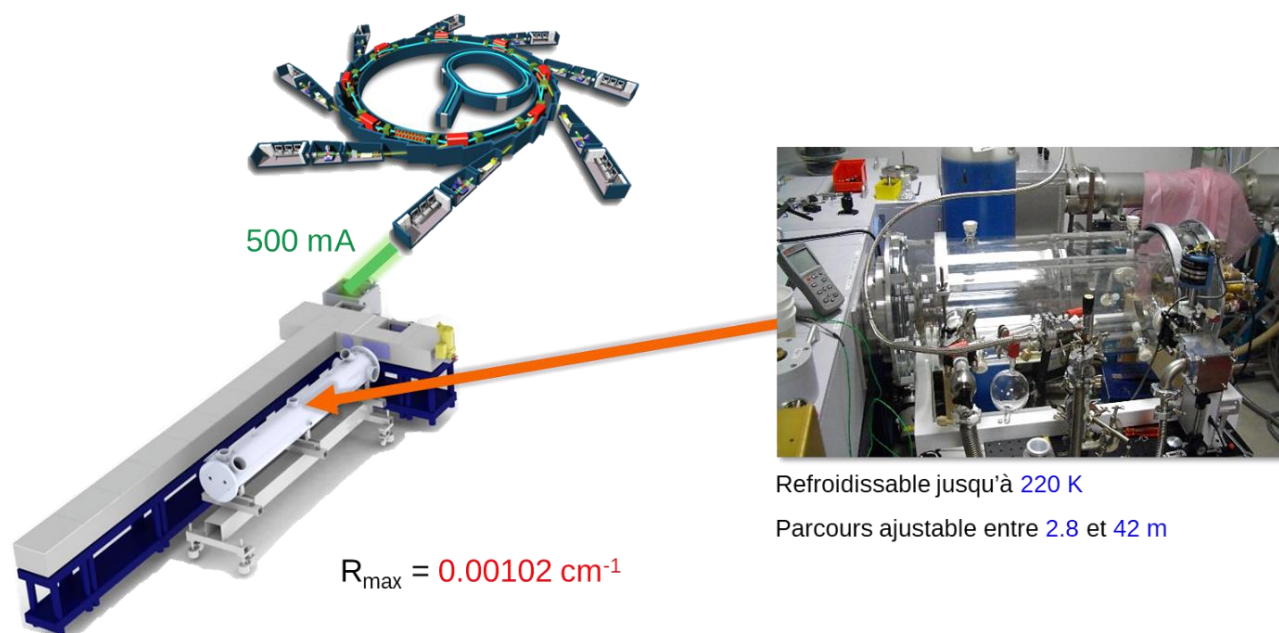 500 mA
Refroidissable jusqu'à 220 K
Parcours ajustable entre 2.8 et 42 m
Rmax = 0.00102 cm-1